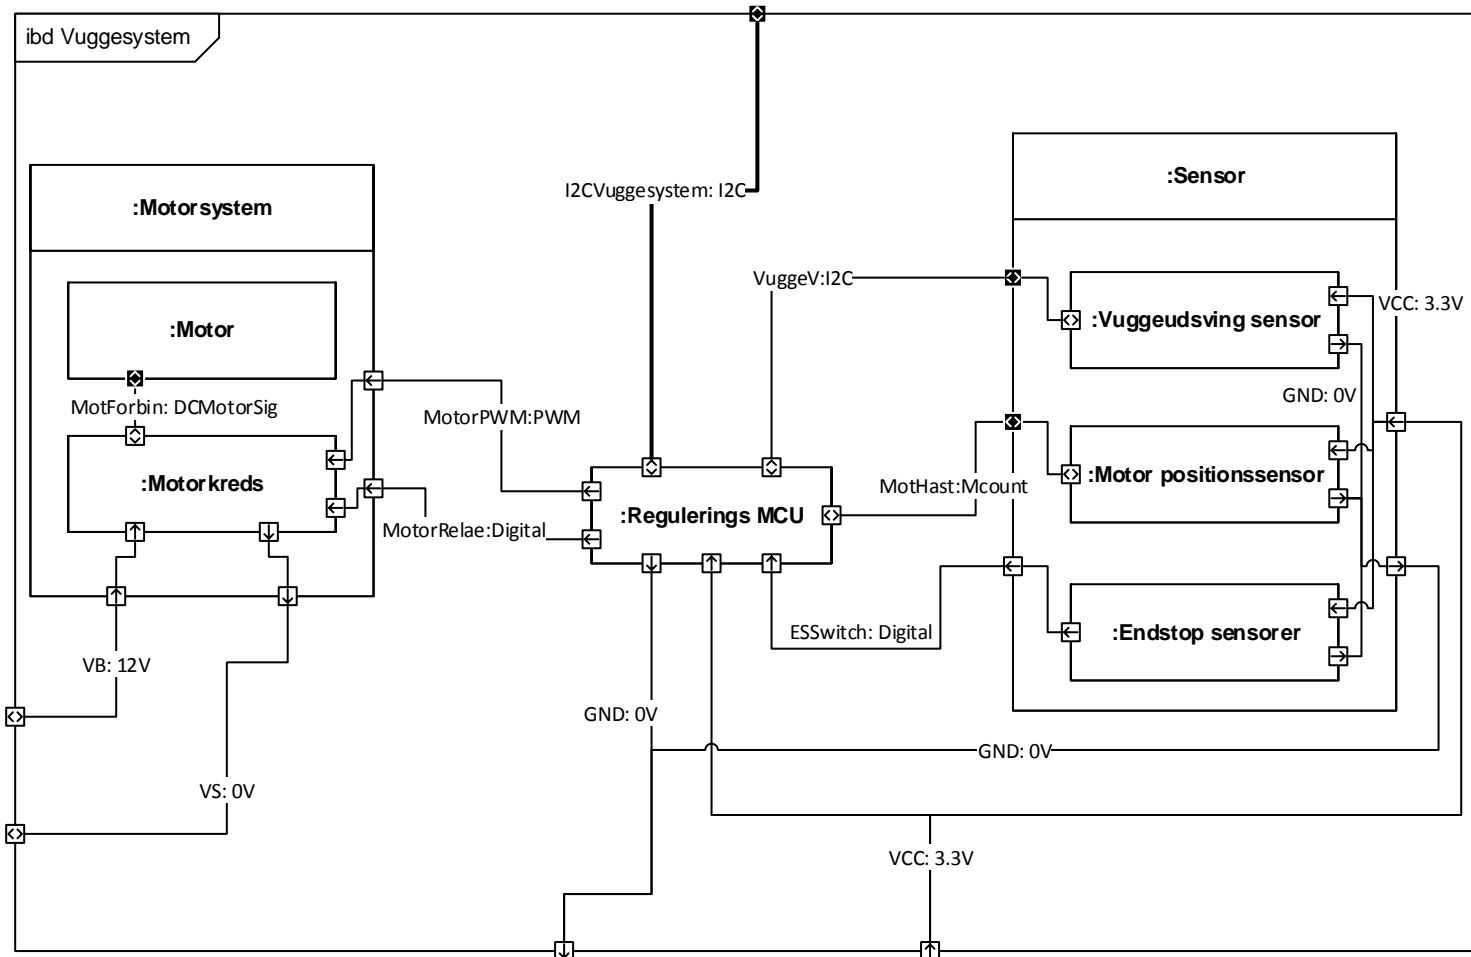 ibd Vuggesystem
:Sensor
I2CVuggesystem: I2C
:Motorsystem
VuggeV:I2C
VCC: 3.3V
:Vuggeudsving sensor
:Motor
GND: 0V
MotForbin: DCMotorSig
MotorPWM:PWM
:Motorkreds
:Motor positionssensor
MotHast:Mcount
:Regulerings MCU
MotorRelae:Digital
ESSwitch: Digital
:Endstop sensorer
VB: 12V
GND: 0V
GND: 0V
VS: 0V
VCC: 3.3V